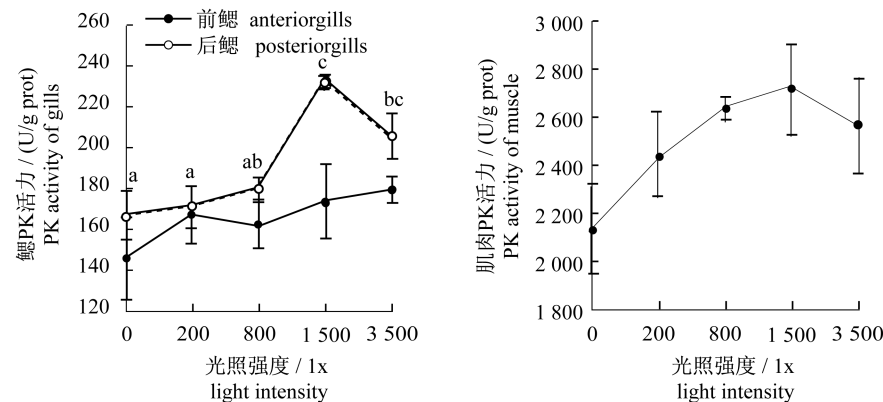 前鳃 anteriorgills
后鳃 posteriorgills
鳃PK活力 / (U/g prot)
PK activity of gills
260
240
220
200
180
160
140
120
a
a
ab
c
bc
0
200
800
1 500
3 500
光照强度 / 1x
light intensity
肌肉PK活力 / (U/g prot)
PK activity of muscle
3 000
2 800
2 600
2 400
2 200
2 000
1 800
0
200
800
1 500
3 500
光照强度 / 1x
light intensity